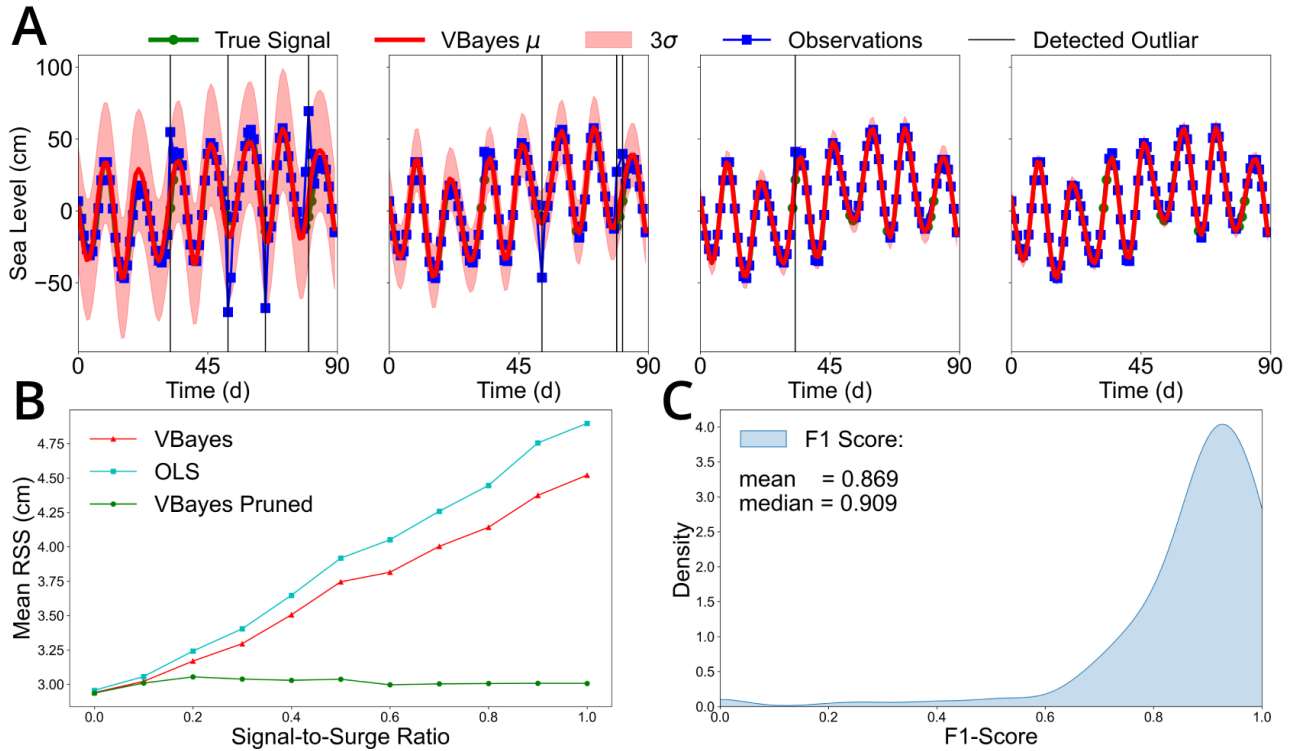 A
True Signal
VBayes μ
3σ
Observations
Detected Outliar
Sea Level (cm)
100
50
0
−50
0 45 90
0 45 90
0 45 90
0 45 90
Time (d)
Time (d)
Time (d)
Time (d)
B
VBayes
OLS
VBayes Pruned
Mean RSS (cm)
4.75
4.50
4.25
4.00
3.75
3.50
3.25
3.00
0.0 0.2 0.4 0.6 0.8 1.0
Signal-to-Surge Ratio
C
F1 Score:
mean = 0.869
median = 0.909
Density
4.0
3.5
3.0
2.5
2.0
1.5
1.0
0.5
0.0
0.0 0.2 0.4 0.6 0.8 1.0
F1-Score